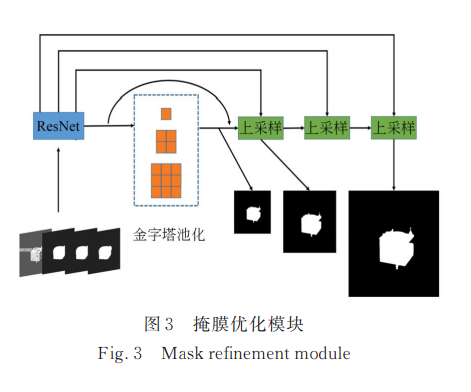 ResNet
上采样
上采样
上采样
金字塔池化
图3 掩膜优化模块
Fig. 3 Mask refinement module